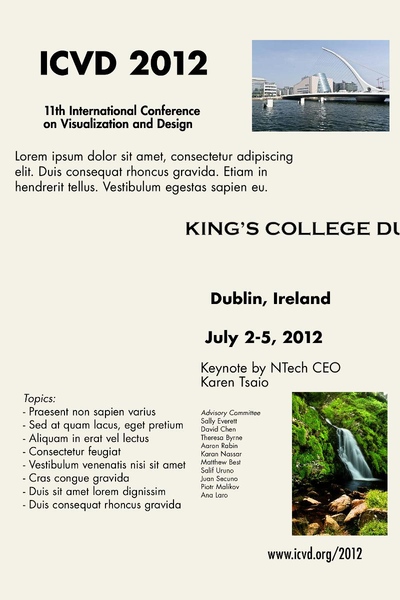 ICVD 2012
11th International Conference
on Visualization and Design
Lorem ipsum dolor sit amet, consectetur adipiscing
elit. Duis consequat rhoncus gravida. Etiam in
hendrerit tellus. Vestibulum egestas sapien eu.
KING'S COLLEGE DU
Dublin, Ireland
July 2-5, 2012
Keynote by NTech CEO
Karen Tsaio
Topics:
- Praesent non sapien varius
- Sed at quam lacus, eget pretium
- Aliquam in erat vel lectus
- Consectetur feugiat
- Vestibulum venenatis nisi sit amet
- Cras congue gravida
- Duis sit amet lorem dignissim
- Duis consequat rhoncus gravida
Advisory Committee
Sally Everett
David Chen
Theresa Byrne
Aaron Rabin
Karan Nassar
Matthew Best
Salif Uruno
Juan Secuno
Piotr Malikov
Ana Laro
www.icvd.org/2012